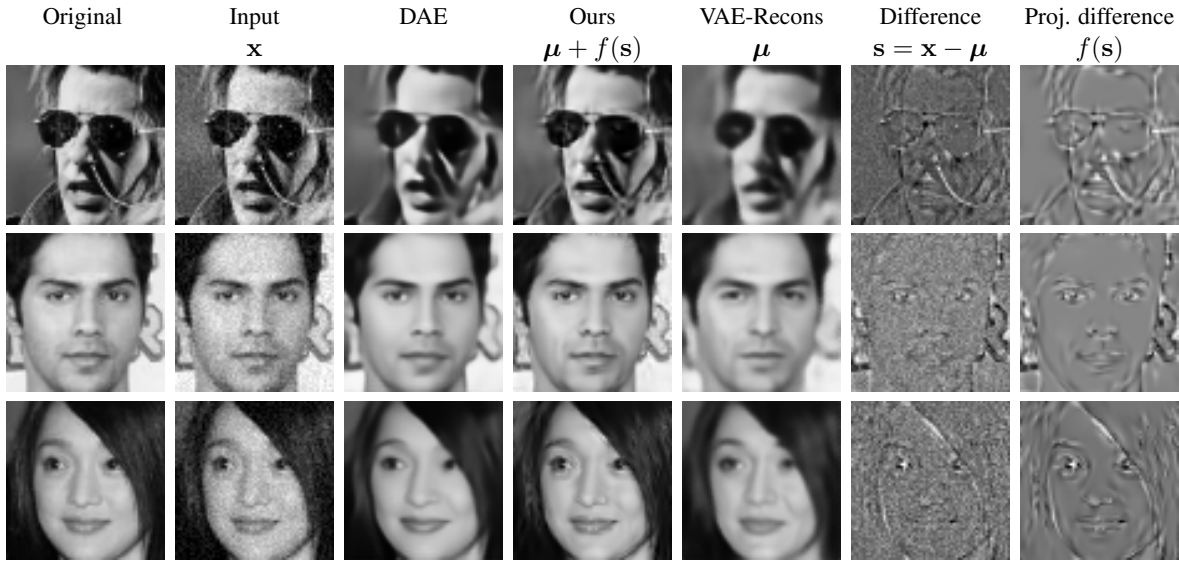 Original Input DAE Ours VAE-Recons Difference Proj. difference
𝐱 𝝁 + f(𝐬) 𝝁 𝐬 = 𝐱 − 𝝁 f(𝐬)